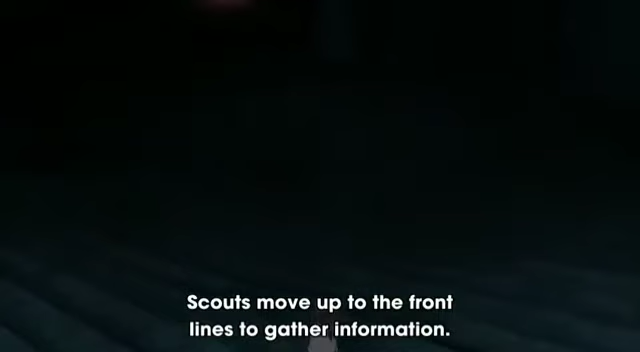 Scouts move up to the front
lines to gather information.